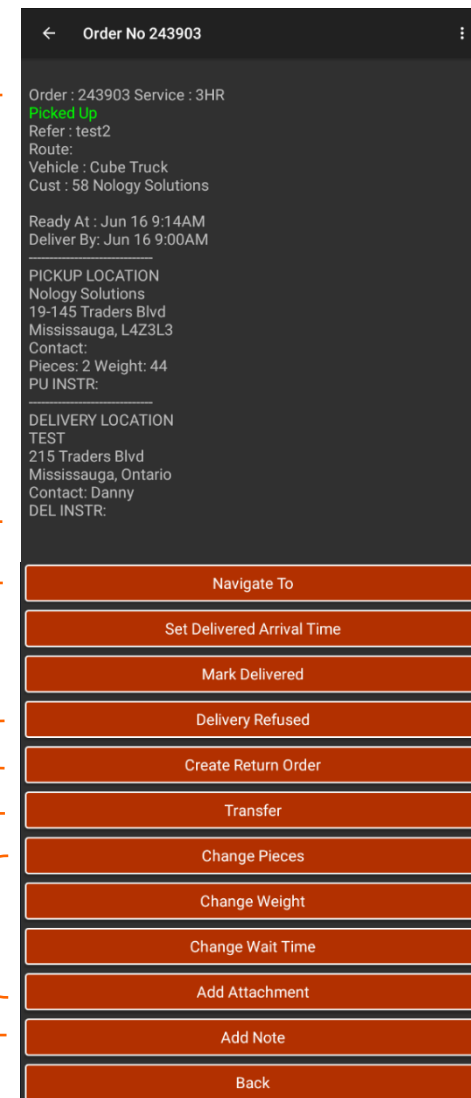 Order No 243903
Order : 243903 Service : 3HR
Picked Up
Refer : test2
Route:
Vehicle : Cube Truck
Cust : 58 Nology Solutions
Ready At : Jun 16 9:14AM
Deliver By: Jun 16 9:00AM
------------------------------
PICKUP LOCATION
Nology Solutions
19-145 Traders Blvd
Mississauga, L4Z3L3
Contact:
Pieces: 2 Weight: 44
PU INSTR:
------------------------------
DELIVERY LOCATION
TEST
215 Traders Blvd
Mississauga, Ontario
Contact: Danny
DEL INSTR:
Navigate To
Set Delivered Arrival Time
Mark Delivered
Delivery Refused
Create Return Order
Transfer
Change Pieces
Change Weight
Change Wait Time
Add Attachment
Add Note
Back